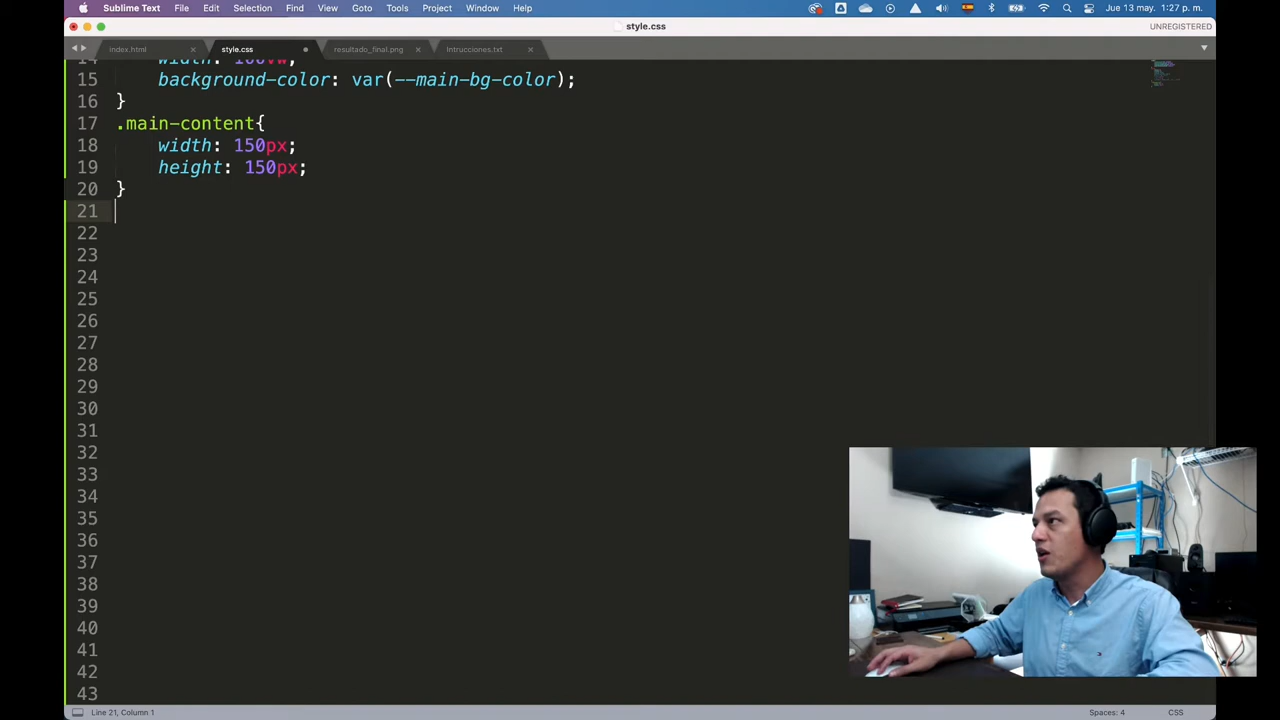 Sublime Text File Edit Selection Find View Goto Tools Project Window Help Jue 13 may. 1:27 p. m.
style.css UNREGISTERED
index.html style.css resultado_final.png Intrucciones.txt
14 width: 100vw;
15 background-color: var(--main-bg-color);
16 }
17 .main-content{
18 width: 150px;
19 height: 150px;
20 }
21
22
23
24
25
26
27
28
29
30
31
32
33
34
35
36
37
38
39
40
41
42
43
Line 21, Column 1 Spaces: 4 CSS